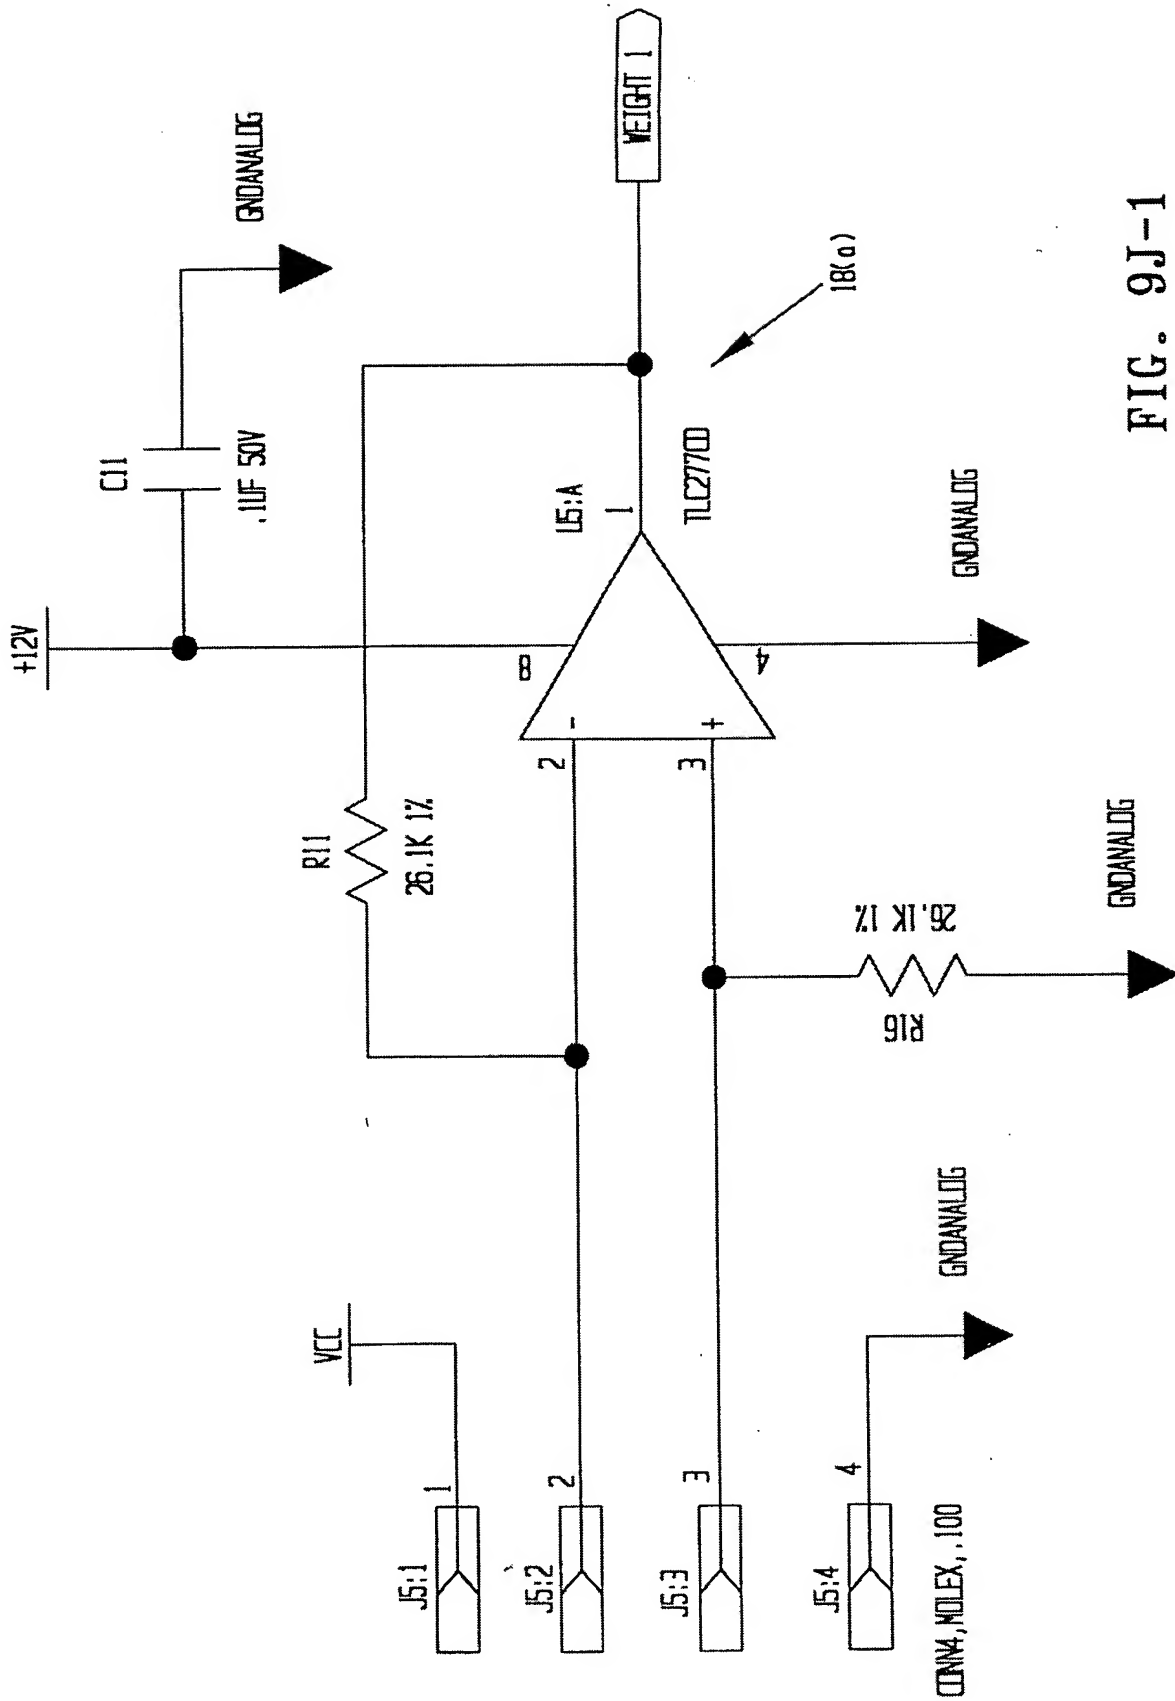 +12V
C11
.1UF 50V
GNDANALOG
R11
26.1K 1%
VCC
J5:1
1
J5:2
2
J5:3
3
J5:4
4
CONN4,MOLEX,.100
GNDANALOG
2
-
3
+
8
4
U5:A
1
TLC277CD
WEIGHT 1
18(a)
R16
26.1K 1%
GNDANALOG
GNDANALOG
FIG. 9J-1